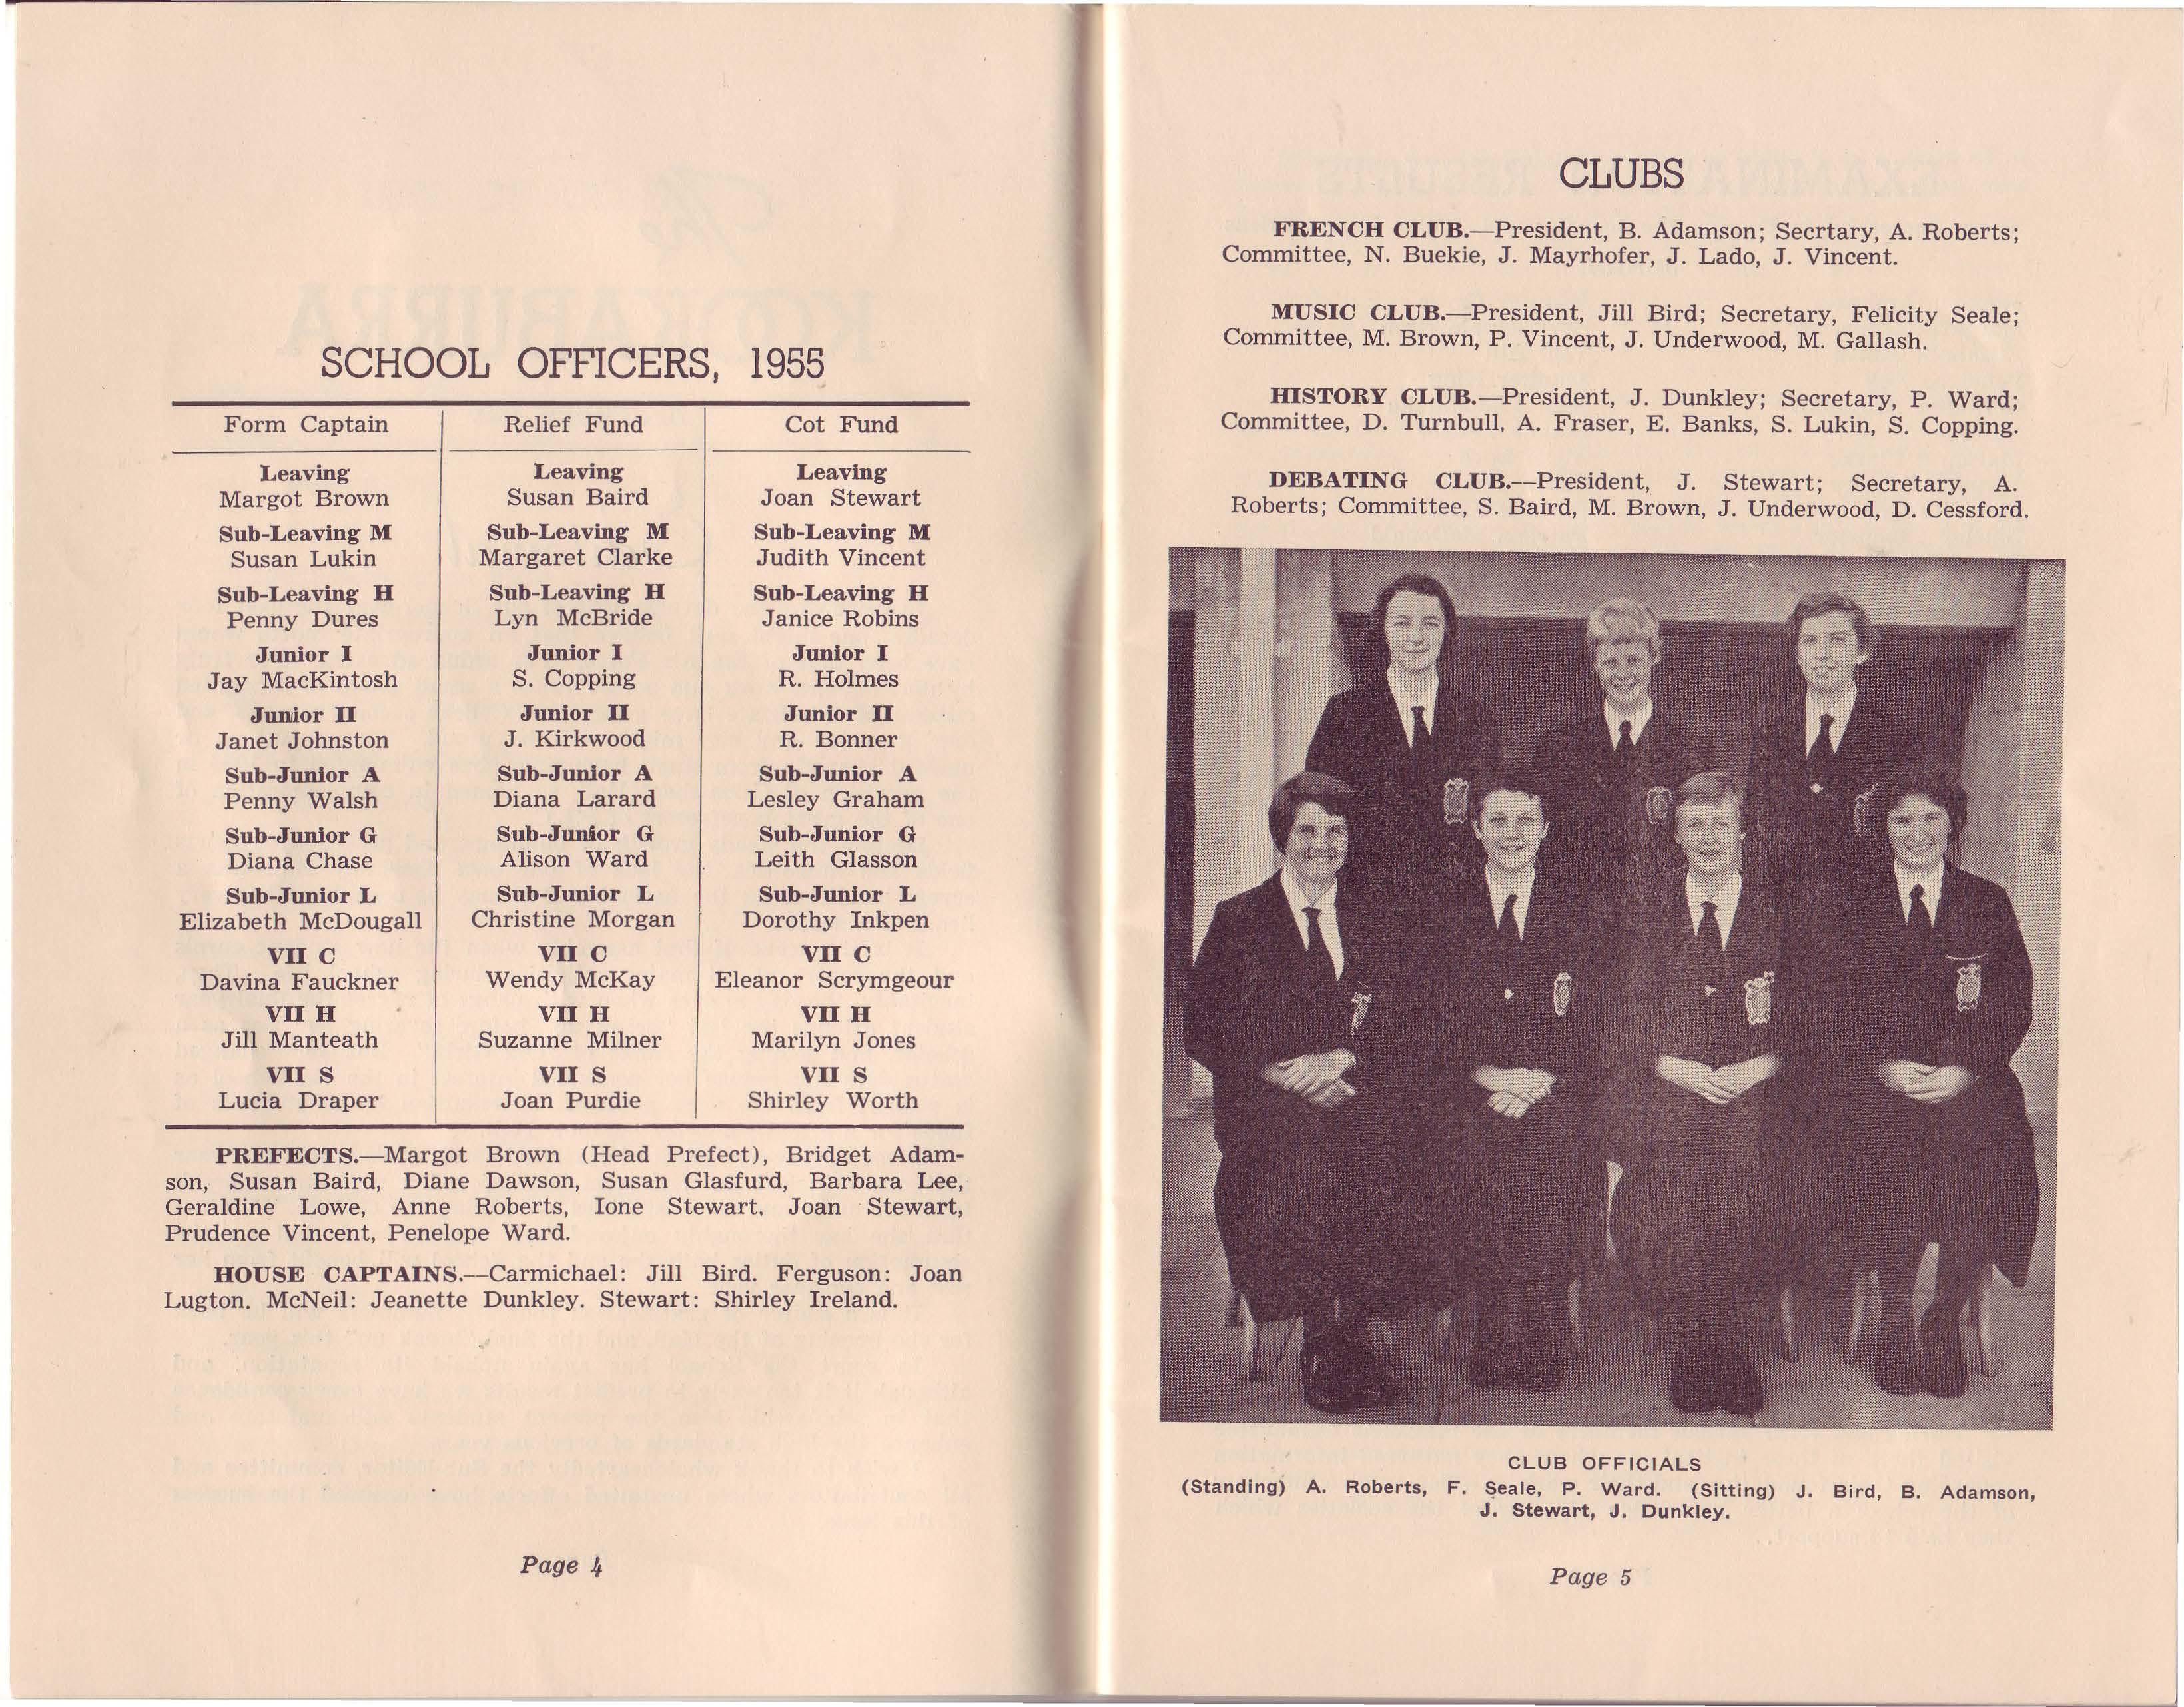 SCHOOL OFFICERS, 1955
Form Captain Relief Fund Cot Fund
Leaving Leaving Leaving
Margot Brown Susan Baird Joan Stewart
Sub-Leaving M Sub-Leaving M Sub-Leaving M
Susan Lukin Margaret Clarke Judith Vincent
Sub-Leaving H Sub-Leaving H Sub-Leaving H
Penny Dures Lyn McBride Janice Robins
Junior I Junior I Junior I
Jay MacKintosh S. Copping R. Holmes
Junior II Junior II Junior II
Janet Johnston J. Kirkwood R. Bonner
Sub-Junior A Sub-Junior A Sub-Junior A
Penny Walsh Diana Larard Lesley Graham
Sub-Junior G Sub-Junior G Sub-Junior G
Diana Chase Alison Ward Leith Glasson
Sub-Junior L Sub-Junior L Sub-Junior L
Elizabeth McDougall Christine Morgan Dorothy Inkpen
VII C VII C VII C
Davina Fauckner Wendy McKay Eleanor Scrymgeour
VII H VII H VII H
Jill Manteath Suzanne Milner Marilyn Jones
VII S VII S VII S
Lucia Draper Joan Purdie Shirley Worth
PREFECTS.—Margot Brown (Head Prefect), Bridget Adam-
son, Susan Baird, Diane Dawson, Susan Glasfurd, Barbara Lee,
Geraldine Lowe, Anne Roberts, Ione Stewart, Joan Stewart,
Prudence Vincent, Penelope Ward.
HOUSE CAPTAINS.—Carmichael: Jill Bird. Ferguson: Joan
Lugton. McNeil: Jeanette Dunkley. Stewart: Shirley Ireland.
Page 4
CLUBS
FRENCH CLUB.—President, B. Adamson; Secrtary, A. Roberts;
Committee, N. Buekie, J. Mayrhofer, J. Lado, J. Vincent.
MUSIC CLUB.—President, Jill Bird; Secretary, Felicity Seale;
Committee, M. Brown, P. Vincent, J. Underwood, M. Gallash.
HISTORY CLUB.—President, J. Dunkley; Secretary, P. Ward;
Committee, D. Turnbull, A. Fraser, E. Banks, S. Lukin, S. Copping.
DEBATING CLUB.—President, J. Stewart; Secretary, A.
Roberts; Committee, S. Baird, M. Brown, J. Underwood, D. Cessford.
CLUB OFFICIALS
(Standing) A. Roberts, F. Seale, P. Ward. (Sitting) J. Bird, B. Adamson,
J. Stewart, J. Dunkley.
Page 5